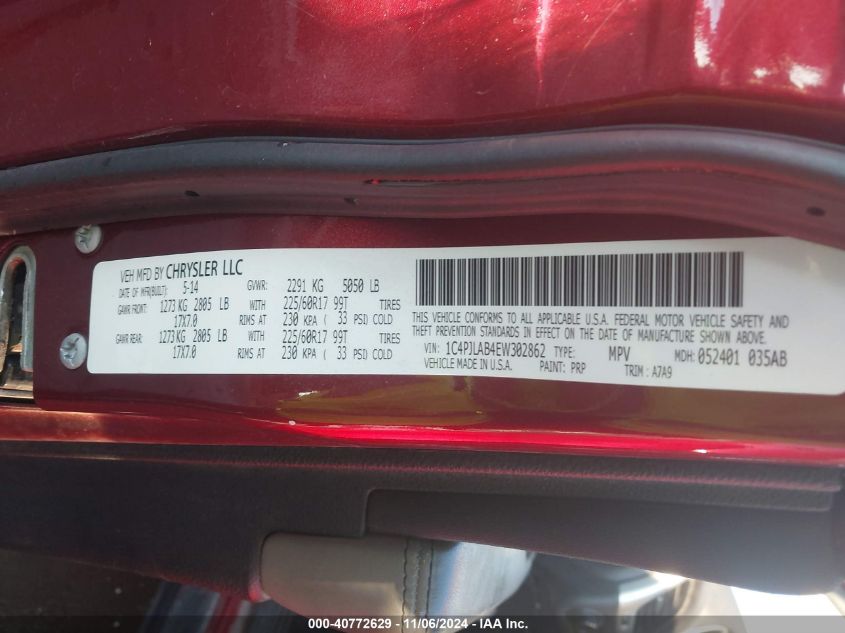 VEH MFD BY CHRYSLER LLC
DATE OF MFR(BUILT) 5-14 GVWR: 2291 KG 5050 LB
GAWR FRONT: 1273 KG 2805 LB WITH 225/60R17 99T TIRES
17X7.0 RIMS AT 230 KPA ( 33 PSI) COLD
GAWR REAR: 1273 KG 2805 LB WITH 225/60R17 99T TIRES
17X7.0 RIMS AT 230 KPA ( 33 PSI) COLD
THIS VEHICLE CONFORMS TO ALL APPLICABLE U.S.A. FEDERAL MOTOR VEHICLE SAFETY AND
THEFT PREVENTION STANDARDS IN EFFECT ON THE DATE OF MANUFACTURE SHOWN ABOVE.
VIN: 1C4PJLAB4EW302862 TYPE: MPV MDH: 052401 035AB
VEHICLE MADE IN U.S.A. PAINT: PRP TRIM: A7A9
000-40772629 - 11/06/2024 - IAA Inc.